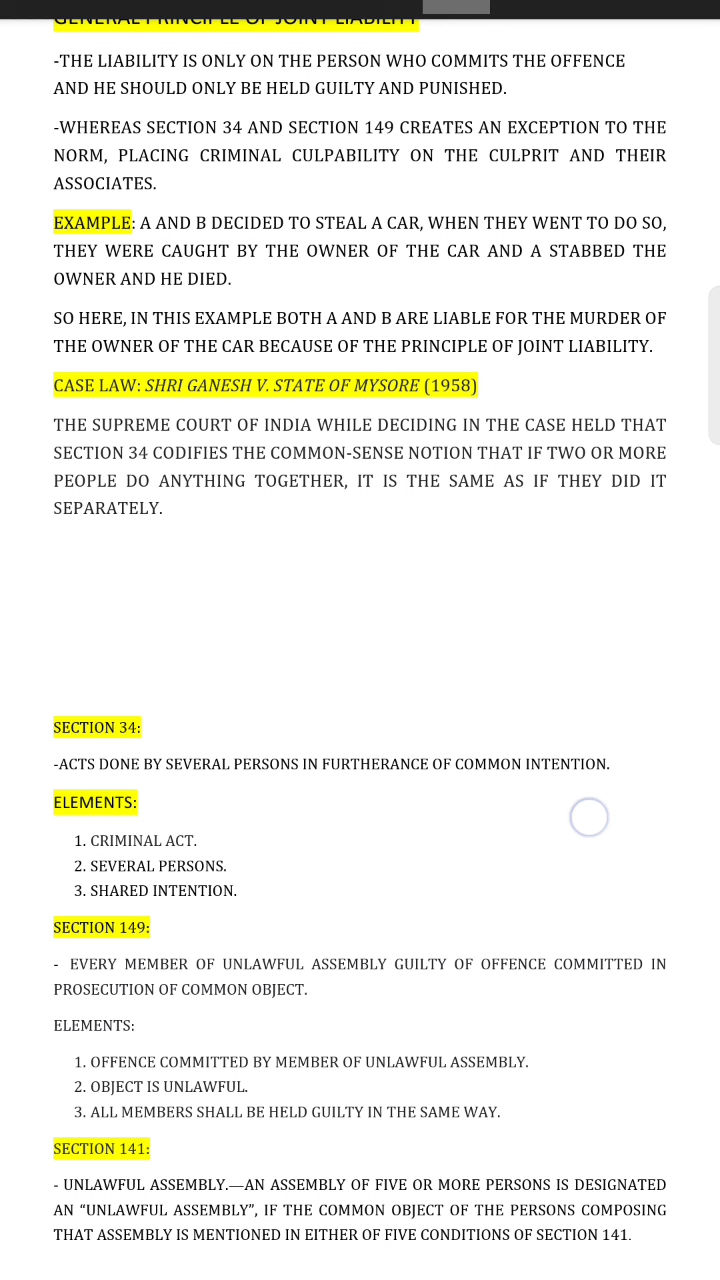 GENERAL PRINCIPLE OF JOINT LIABILITY
-THE LIABILITY IS ONLY ON THE PERSON WHO COMMITS THE OFFENCE
AND HE SHOULD ONLY BE HELD GUILTY AND PUNISHED.
-WHEREAS SECTION 34 AND SECTION 149 CREATES AN EXCEPTION TO THE
NORM, PLACING CRIMINAL CULPABILITY ON THE CULPRIT AND THEIR
ASSOCIATES.
EXAMPLE: A AND B DECIDED TO STEAL A CAR, WHEN THEY WENT TO DO SO,
THEY WERE CAUGHT BY THE OWNER OF THE CAR AND A STABBED THE
OWNER AND HE DIED.
SO HERE, IN THIS EXAMPLE BOTH A AND B ARE LIABLE FOR THE MURDER OF
THE OWNER OF THE CAR BECAUSE OF THE PRINCIPLE OF JOINT LIABILITY.
CASE LAW: SHRI GANESH V. STATE OF MYSORE (1958)
THE SUPREME COURT OF INDIA WHILE DECIDING IN THE CASE HELD THAT
SECTION 34 CODIFIES THE COMMON-SENSE NOTION THAT IF TWO OR MORE
PEOPLE DO ANYTHING TOGETHER, IT IS THE SAME AS IF THEY DID IT
SEPARATELY.
SECTION 34:
-ACTS DONE BY SEVERAL PERSONS IN FURTHERANCE OF COMMON INTENTION.
ELEMENTS:
1. CRIMINAL ACT.
2. SEVERAL PERSONS.
3. SHARED INTENTION.
SECTION 149:
- EVERY MEMBER OF UNLAWFUL ASSEMBLY GUILTY OF OFFENCE COMMITTED IN
PROSECUTION OF COMMON OBJECT.
ELEMENTS:
1. OFFENCE COMMITTED BY MEMBER OF UNLAWFUL ASSEMBLY.
2. OBJECT IS UNLAWFUL.
3. ALL MEMBERS SHALL BE HELD GUILTY IN THE SAME WAY.
SECTION 141:
- UNLAWFUL ASSEMBLY.—AN ASSEMBLY OF FIVE OR MORE PERSONS IS DESIGNATED
AN “UNLAWFUL ASSEMBLY”, IF THE COMMON OBJECT OF THE PERSONS COMPOSING
THAT ASSEMBLY IS MENTIONED IN EITHER OF FIVE CONDITIONS OF SECTION 141.